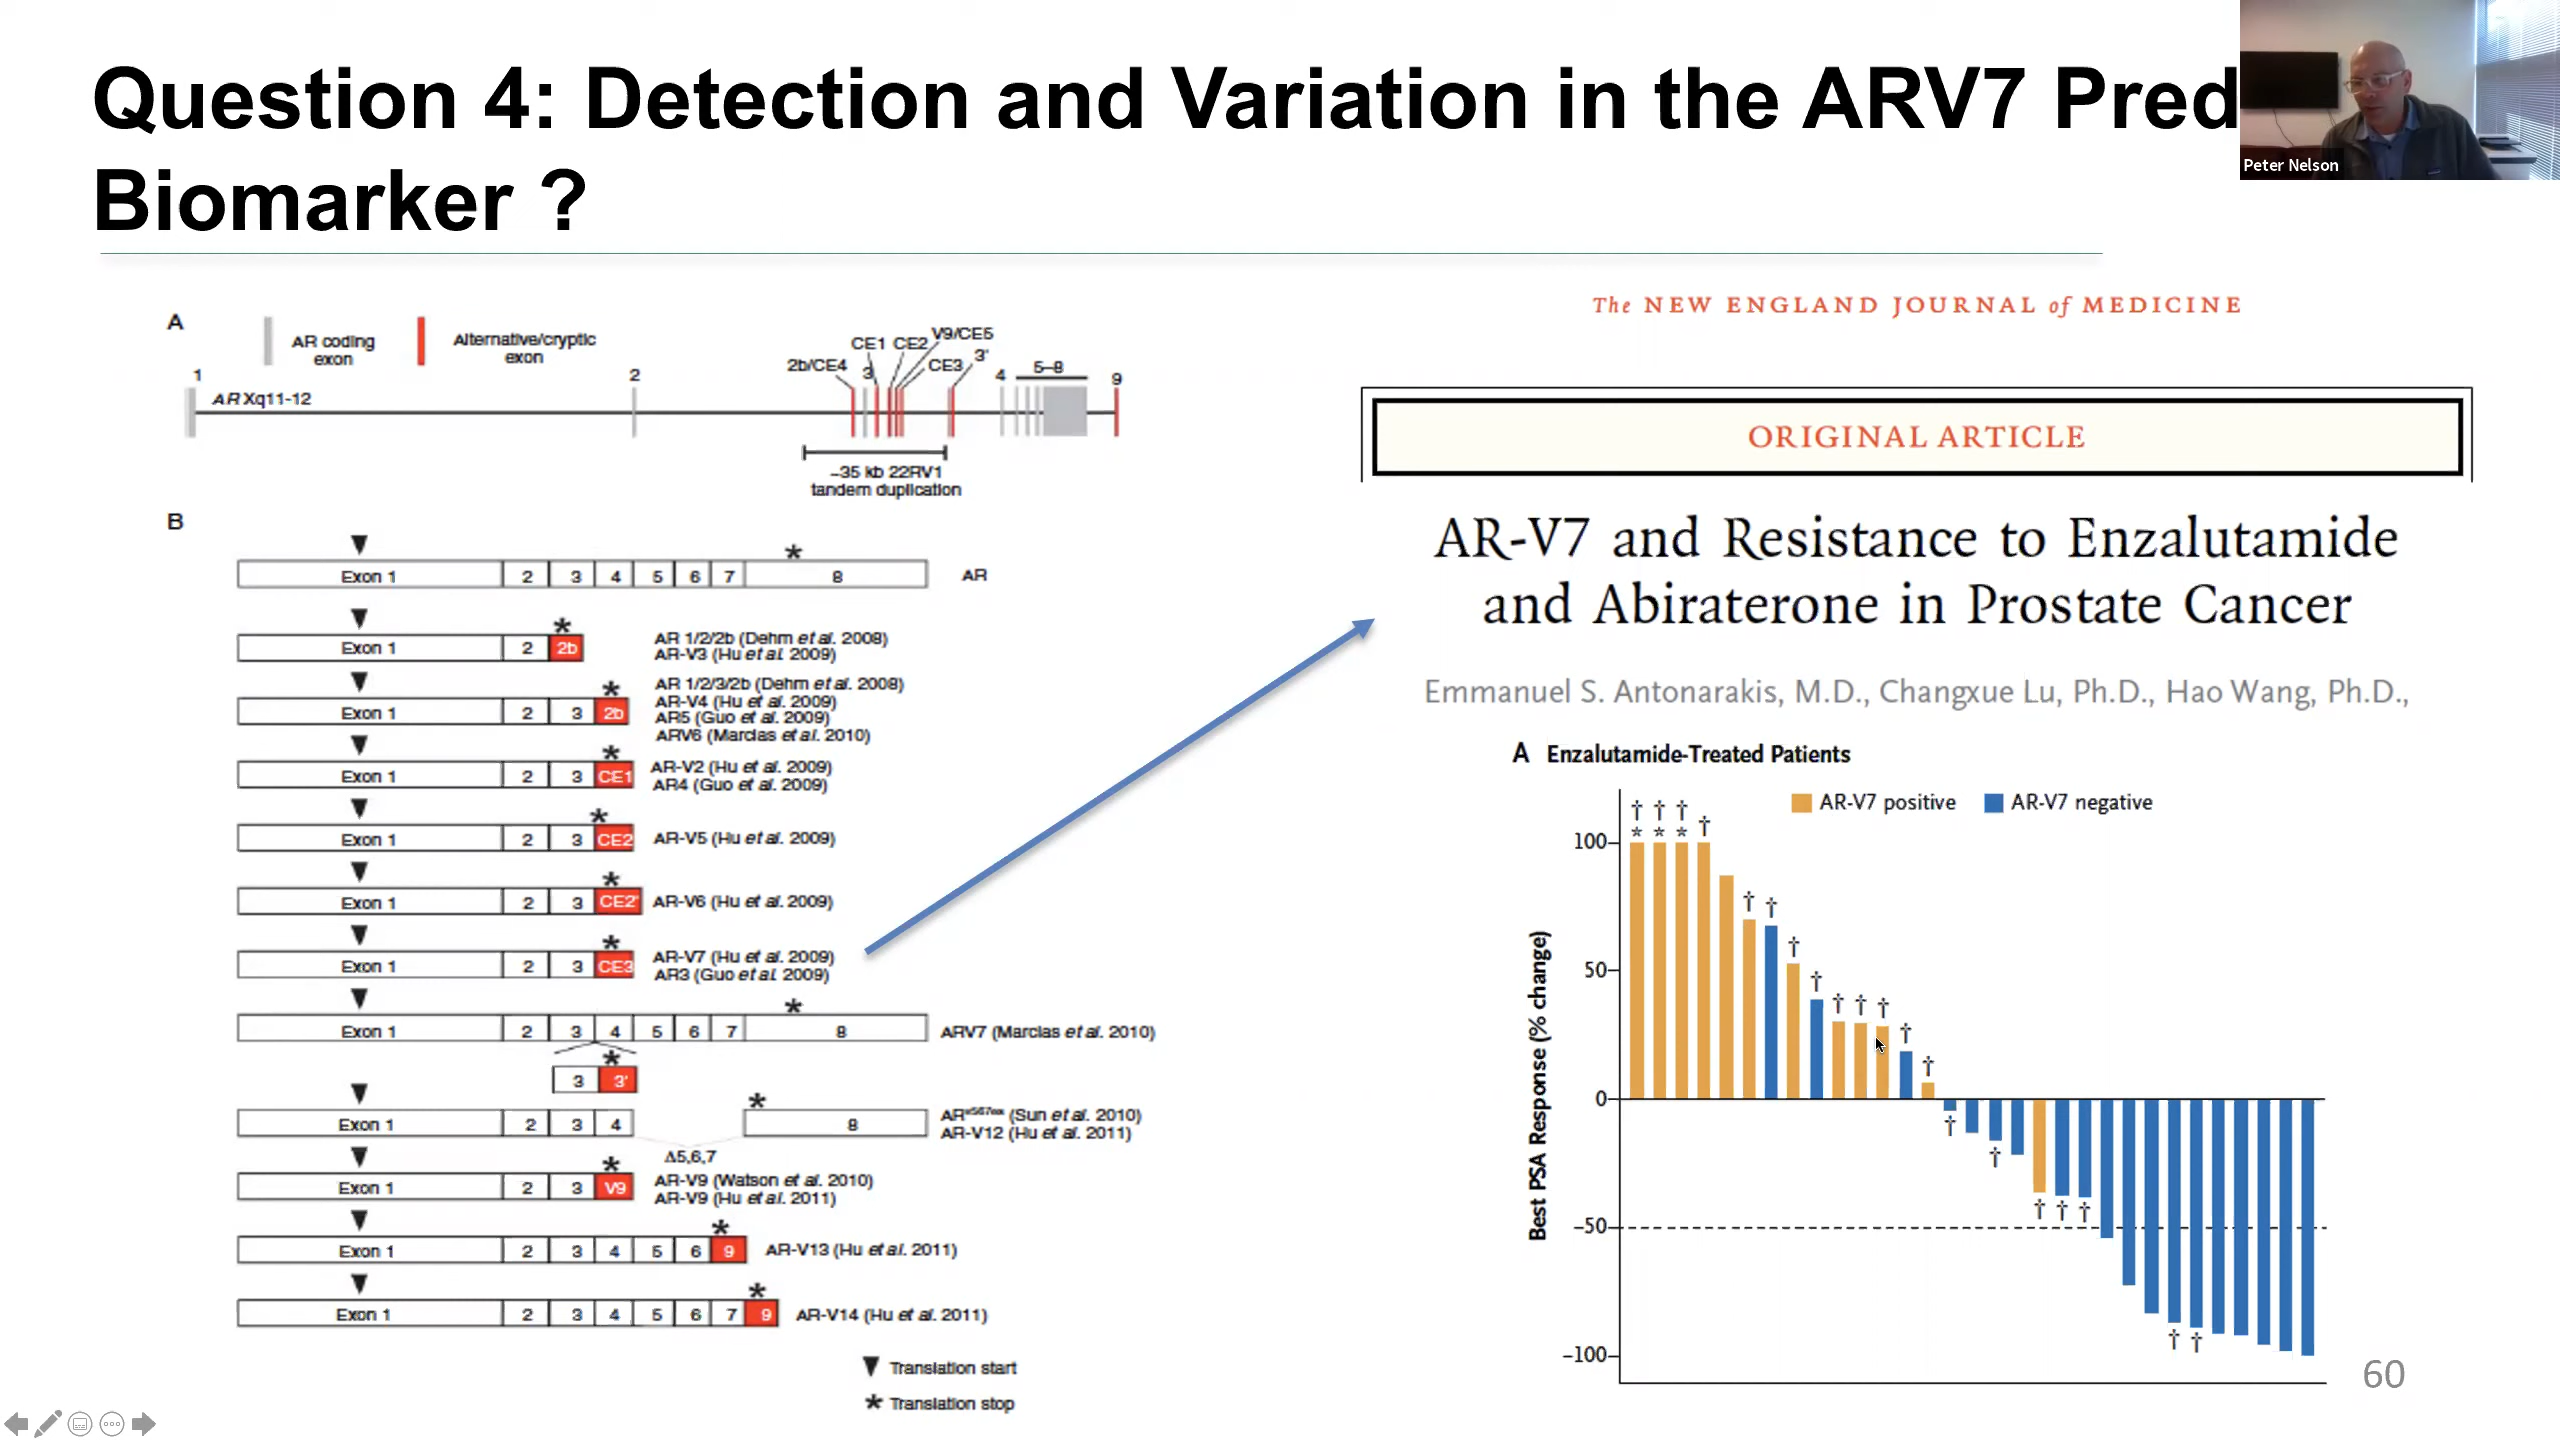 Question 4: Detection and Variation in the ARV7 Pred
Biomarker ?
Peter Nelson
A
AR coding
exon
Alternative/cryptic
exon
1
AR Xq11-12
2
2b/CE4
3
CE1
CE2
V9/CE5
CE3
3'
4
5–8
9
~35 kb 22RV1
tandem duplication
B
Exon 1 2 3 4 5 6 7 8 AR
*
Exon 1 2 2b
*
AR 1/2/2b (Dehm et al. 2008)
AR-V3 (Hu et al. 2009)
Exon 1 2 3 2b
*
AR 1/2/3/2b (Dehm et al. 2008)
AR-V4 (Hu et al. 2009)
AR5 (Guo et al. 2009)
ARV6 (Marcias et al. 2010)
Exon 1 2 3 CE1
*
AR-V2 (Hu et al. 2009)
AR4 (Guo et al. 2009)
Exon 1 2 3 CE2
*
AR-V5 (Hu et al. 2009)
Exon 1 2 3 CE2'
*
AR-V6 (Hu et al. 2009)
Exon 1 2 3 CE3
*
AR-V7 (Hu et al. 2009)
AR3 (Guo et al. 2009)
Exon 1 2 3 4 5 6 7 8
*
ARV7 (Marcias et al. 2010)
3 3'
*
Exon 1 2 3 4 8
*
Δ5,6,7
(Sun et al. 2010)
AR-V12 (Hu et al. 2011)
Exon 1 2 3 V9
*
AR-V9 (Watson et al. 2010)
AR-V9 (Hu et al. 2011)
Exon 1 2 3 4 5 6 9
*
AR-V13 (Hu et al. 2011)
Exon 1 2 3 4 5 6 7 9
*
AR-V14 (Hu et al. 2011)
▼ Translation start
* Translation stop
The NEW ENGLAND JOURNAL of MEDICINE
ORIGINAL ARTICLE
AR-V7 and Resistance to Enzalutamide
and Abiraterone in Prostate Cancer
Emmanuel S. Antonarakis, M.D., Changxue Lu, Ph.D., Hao Wang, Ph.D.,
A Enzalutamide-Treated Patients
AR-V7 positive
AR-V7 negative
Best PSA Response (% change)
100
50
0
–50
–100
† † † †
* * *
† † † † † † † † †
† † † † †
† †
60